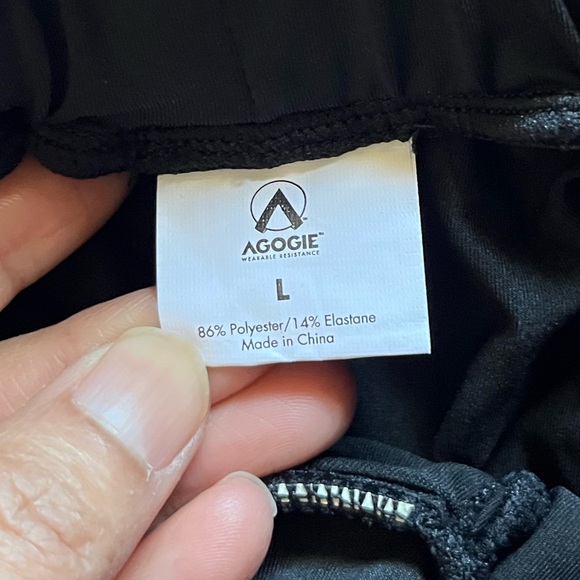 AGOGIE™
WEARABLE RESISTANCE
L
86% Polyester/14% Elastane
Made in China